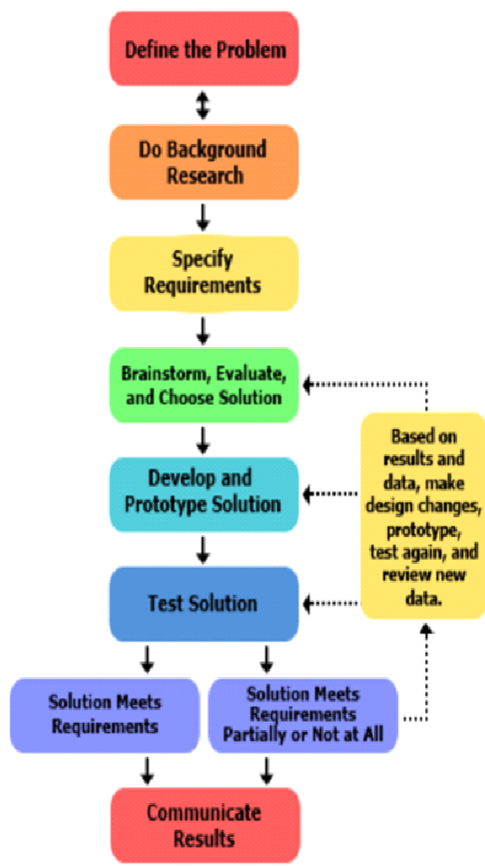 Define the Problem
Do Background
Research
Specify
Requirements
Brainstorm, Evaluate,
and Choose Solution
Based on
results and
data, make
design changes,
prototype,
test again, and
review new
data.
Develop and
Prototype Solution
Test Solution
Solution Meets
Requirements
Solution Meets
Requirements
Partially or Not at All
Communicate
Results